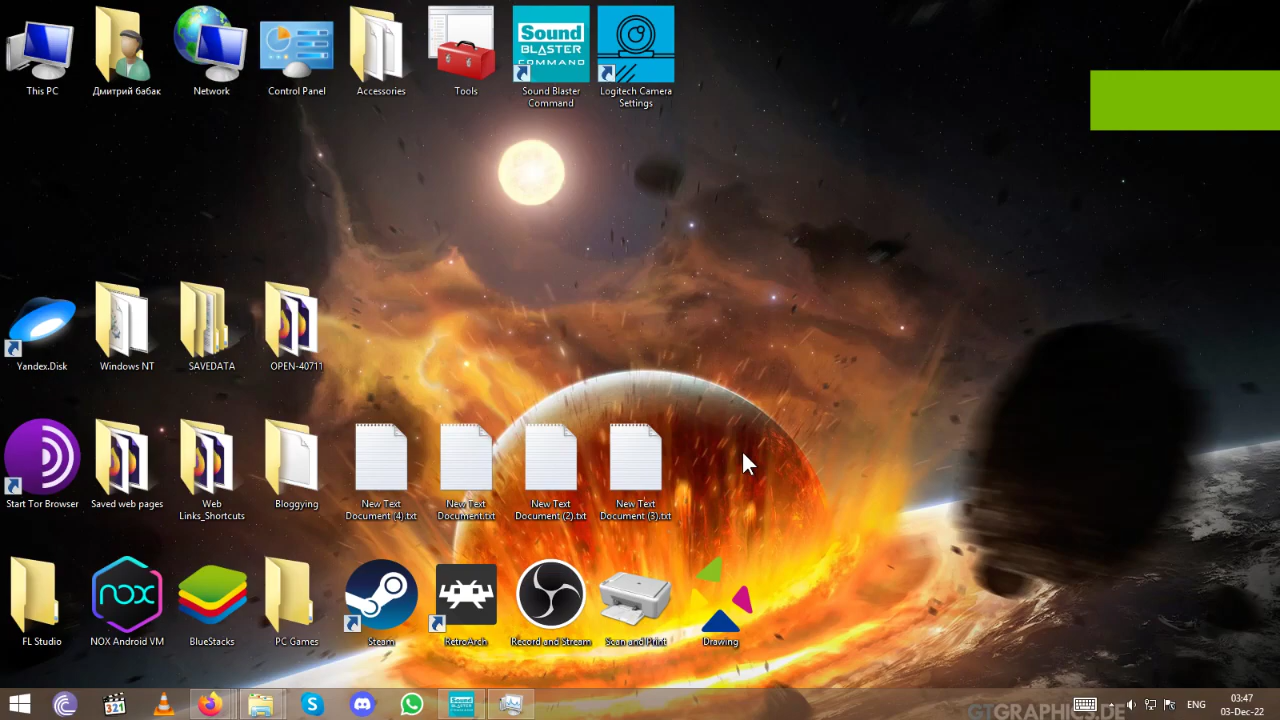 This PC
Дмитрий бабак
Network
Control Panel
Accessories
Tools
Sound
BLASTER
COMMAND
Sound Blaster
Command
Logitech Camera
Settings
Yandex.Disk
Windows NT
SAVEDATA
OPEN-40711
Start Tor Browser
Saved web pages
Web
Links_Shortcuts
Bloggying
New Text
Document (4).txt
New Text
Document.txt
New Text
Document (2).txt
New Text
Document (3).txt
nox
FL Studio
NOX Android VM
BlueStacks
PC Games
Steam
RetroArch
Record and Stream
Scan and Print
Drawing
321
Sound
BLASTER
GTGRAPHICS.DE
ENG
03:47
03-Dec-22